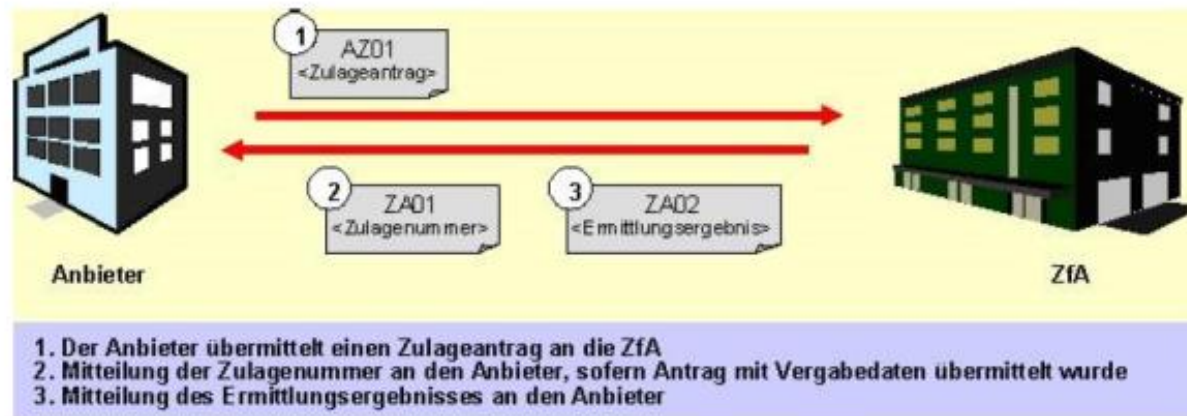 1
AZ01
<Zulageantrag>
2
ZA01
<Zulagenummer>
3
ZA02
<Ermittlungsergebnis>
Anbieter
ZfA
1. Der Anbieter übermittelt einen Zulageantrag an die ZfA
2. Mitteilung der Zulagenummer an den Anbieter, sofern Antrag mit Vergabedaten übermittelt wurde
3. Mitteilung des Ermittlungsergebnisses an den Anbieter